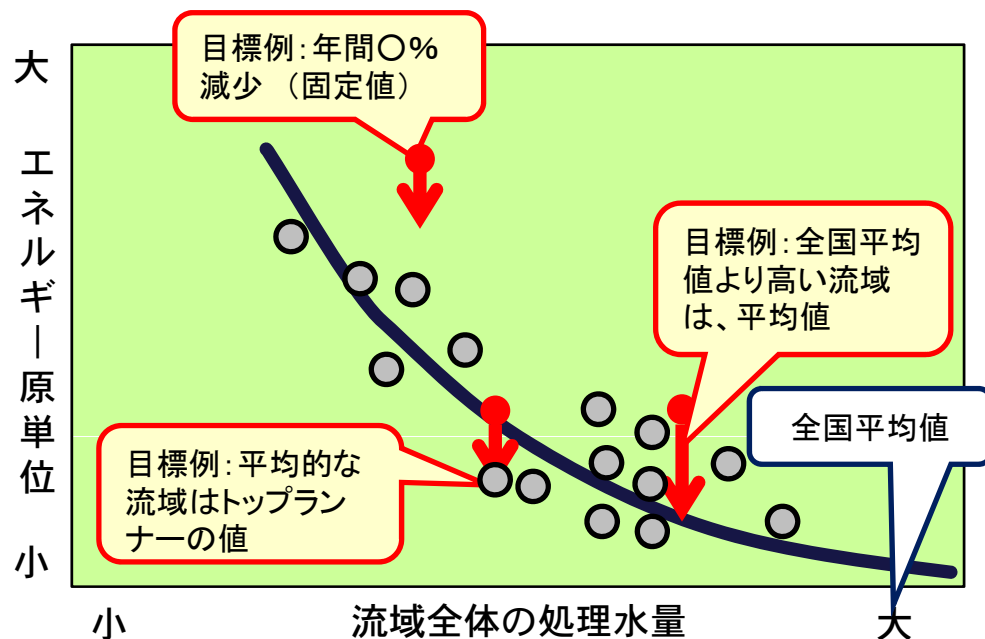 大
エネルギー原単位
小
目標例：年間〇%
減少　（固定値）
目標例：全国平均
値より高い流域
は、平均値
全国平均値
目標例：平均的な
流域はトップラン
ナーの値
小
流域全体の処理水量
大